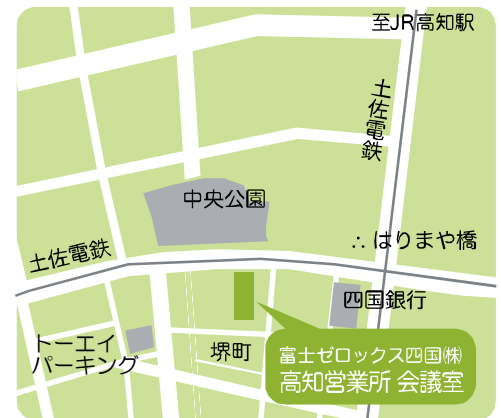 至JR高知駅
土佐電鉄
中央公園
∴ はりまや橋
土佐電鉄
四国銀行
トーエイ
パーキング
堺町
富士ゼロックス四国㈱
高知営業所 会議室